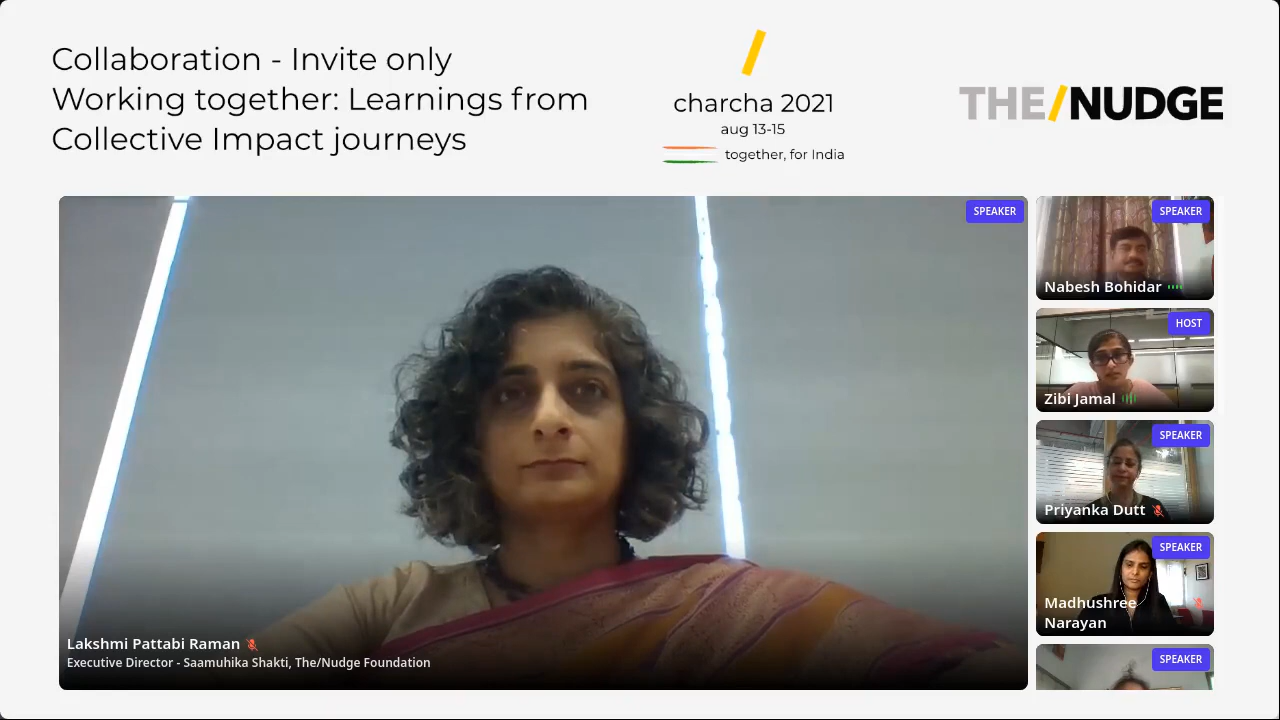 Collaboration - Invite only
Working together: Learnings from
Collective Impact journeys
charcha 2021
aug 13-15
together, for India
THE/NUDGE
SPEAKER
Lakshmi Pattabi Raman
Executive Director - Saamuhika Shakti, The/Nudge Foundation
SPEAKER
Nabesh Bohidar
HOST
Zibi Jamal
SPEAKER
Priyanka Dutt
SPEAKER
Madhushree
Narayan
SPEAKER